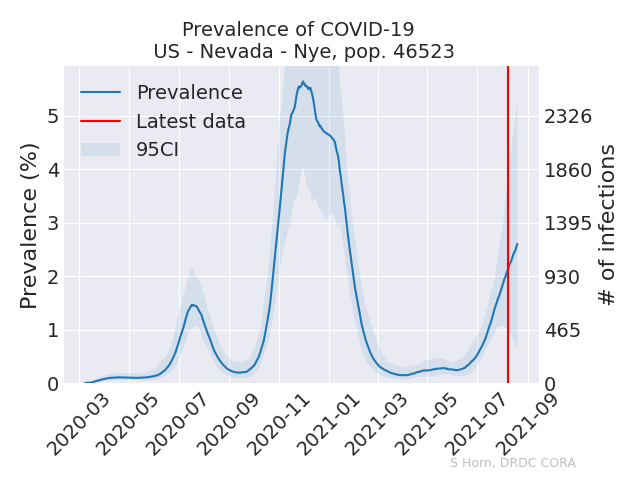 Prevalence of COVID-19
US - Nevada - Nye, pop. 46523
Prevalence
Latest data
95CI
Prevalence (%)
5
4
3
2
1
0
# of infections
2326
1860
1395
930
465
0
2020-03
2020-05
2020-07
2020-09
2020-11
2021-01
2021-03
2021-05
2021-07
2021-09
S Horn, DRDC CORA